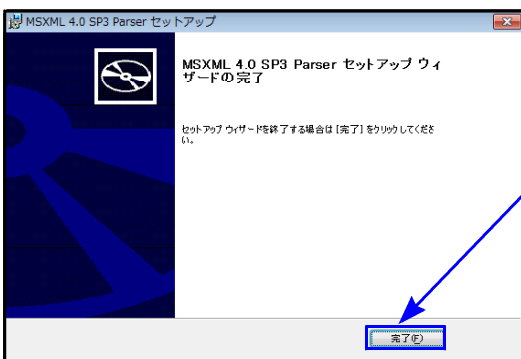 MSXML 4.0 SP3 Parser セットアップ
MSXML 4.0 SP3 Parser セットアップ ウィ
ザードの完了
セットアップ ウィザードを終了する場合は [完了] をクリックしてくださ
い。
完了(F)